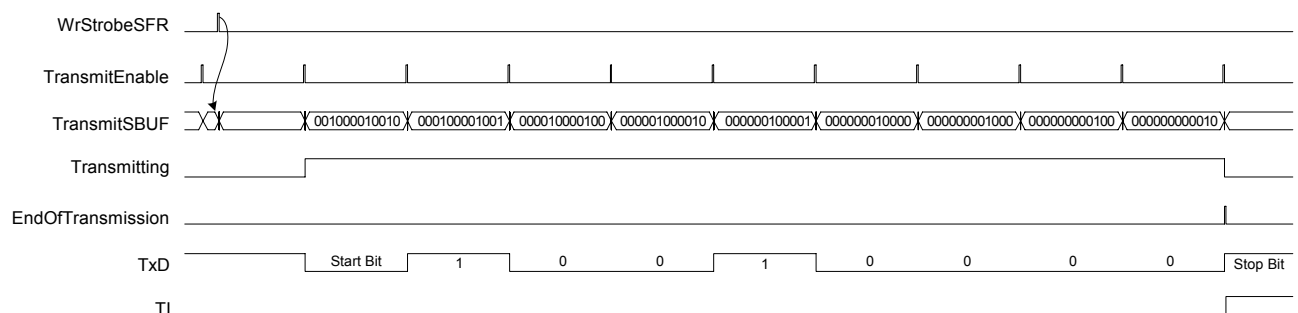 WrStrobeSFR
TransmitEnable
TransmitSBUF 001000010010 000100001001 000010000100 000001000010 000000100001 000000010000 000000001000 000000000100 000000000010
Transmitting
EndOfTransmission
TxD Start Bit 1 0 0 1 0 0 0 0 Stop Bit
TI